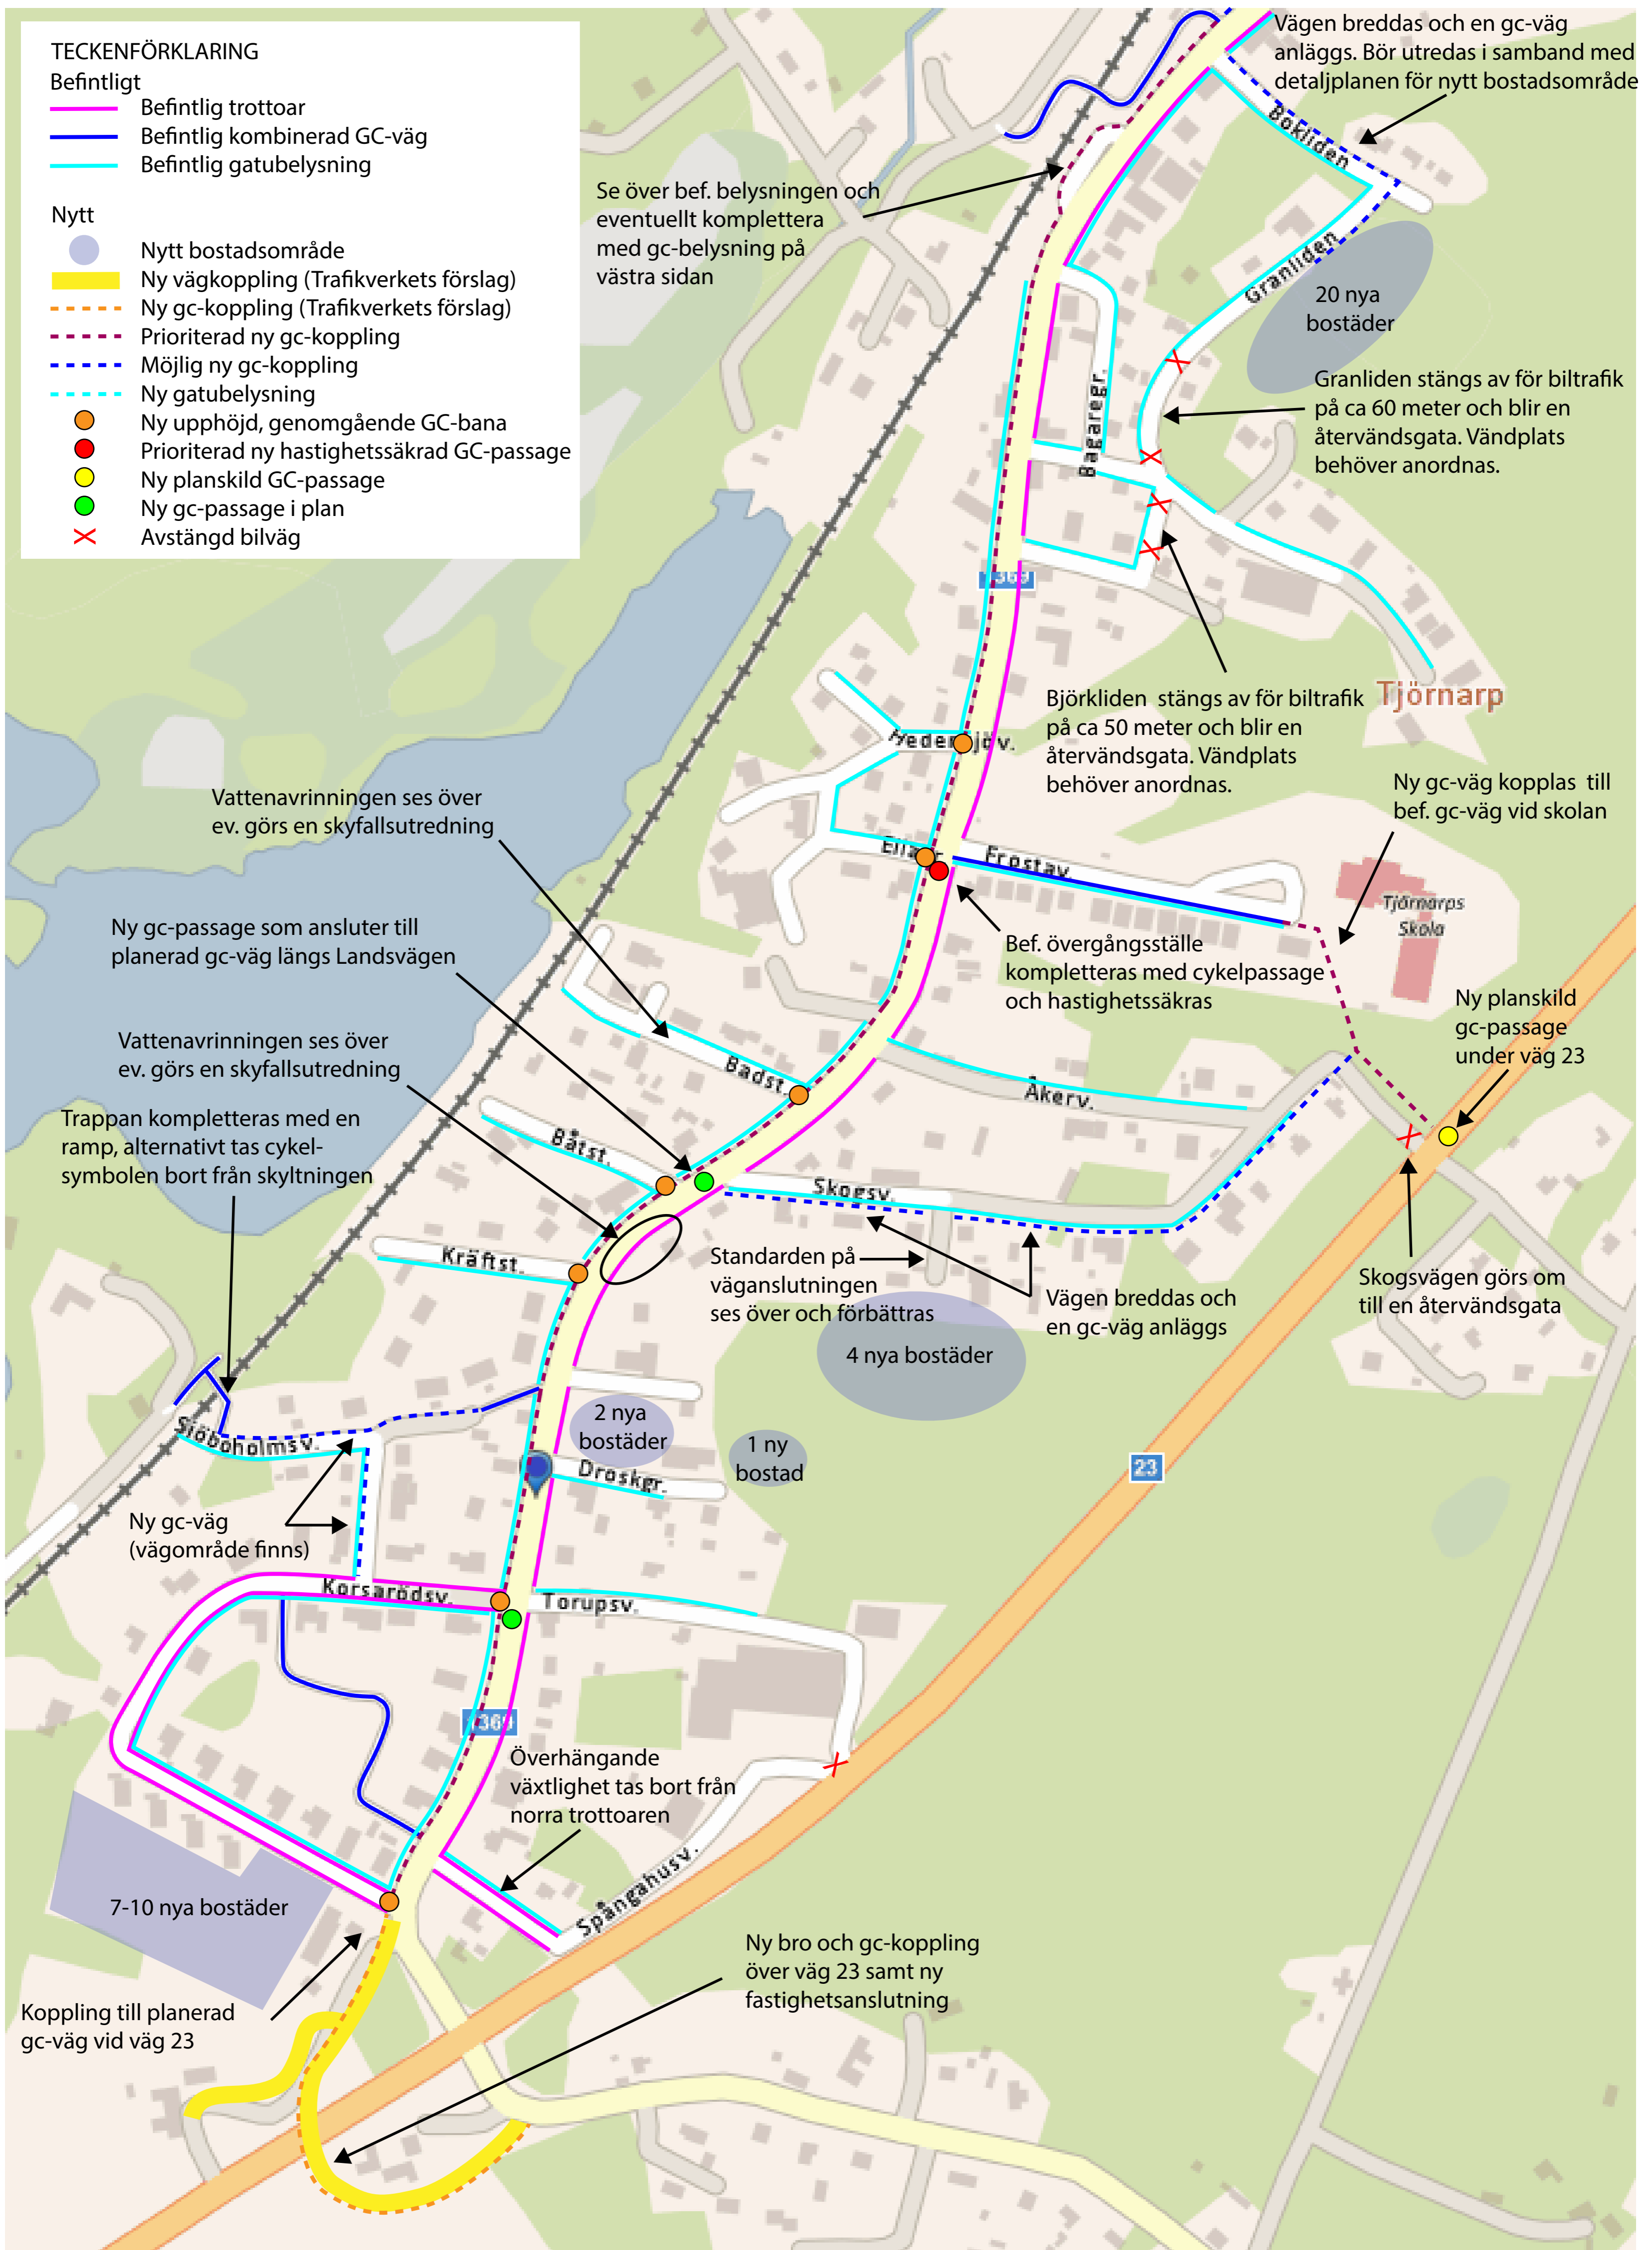 TECKENFÖRKLARING
Befintligt
Befintlig trottoar
Befintlig kombinerad GC-väg
Befintlig gatubelysning
Nytt
Nytt bostadsområde
Ny vägkoppling (Trafikverkets förslag)
Ny gc-koppling (Trafikverkets förslag)
Prioriterad ny gc-koppling
Möjlig ny gc-koppling
Ny gatubelysning
Ny upphöjd, genomgående GC-bana
Prioriterad ny hastighetssäkrad GC-passage
Ny planskild GC-passage
Ny gc-passage i plan
Avstängd bilväg
Vägen breddas och en gc-väg
anläggs. Bör utredas i samband med
detaljplanen för nytt bostadsområde
Bokliden
Se över bef. belysningen och
eventuellt komplettera
med gc-belysning på
västra sidan
Granliden
20 nya
bostäder
Granliden stängs av för biltrafik
på ca 60 meter och blir en
återvändsgata. Vändplats
behöver anordnas.
Bagaregr.
1369
Björkliden stängs av för biltrafik
på ca 50 meter och blir en
återvändsgata. Vändplats
behöver anordnas.
Tjörnarp
Vattenavrinningen ses över
ev. görs en skyfallsutredning
Ny gc-väg kopplas till
bef. gc-väg vid skolan
Frostav.
Tjörnarps
Skola
Ny gc-passage som ansluter till
planerad gc-väg längs Landsvägen
Bef. övergångsställe
kompletteras med cykelpassage
och hastighetssäkras
Ny planskild
gc-passage
under väg 23
Vattenavrinningen ses över
ev. görs en skyfallsutredning
Badst.
Åkerv.
Trappan kompletteras med en
ramp, alternativt tas cykel-
symbolen bort från skyltningen
Båtst.
Skogsv.
Kräftst.
Standarden på
väganslutningen
ses över och förbättras
Vägen breddas och
en gc-väg anläggs
Skogsvägen görs om
till en återvändsgata
4 nya bostäder
2 nya
bostäder
1 ny
bostad
Sjöboholmsv.
Droskgr.
23
Ny gc-väg
(vägområde finns)
Korsarödsv.
Torupsv.
1369
Överhängande
växtlighet tas bort från
norra trottoaren
Spångahusv.
7-10 nya bostäder
Ny bro och gc-koppling
över väg 23 samt ny
fastighetsanslutning
Koppling till planerad
gc-väg vid väg 23